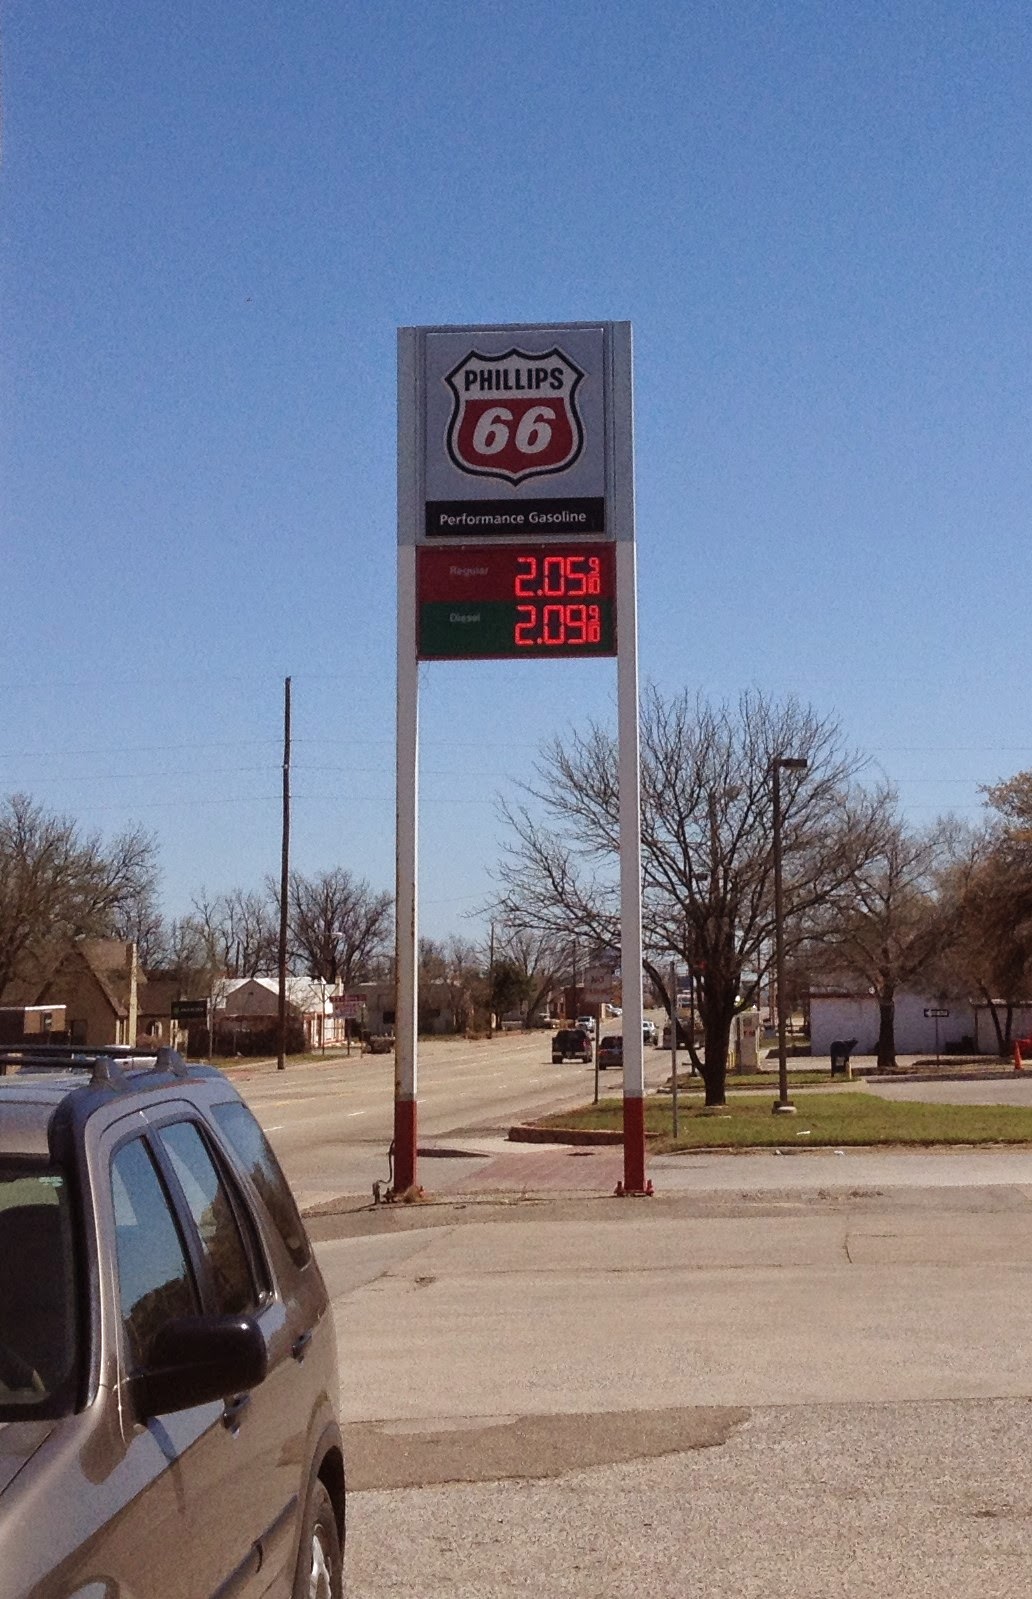 PHILLIPS
66
Performance Gasoline
Regular 2.05 9/10
Diesel 2.09 9/10